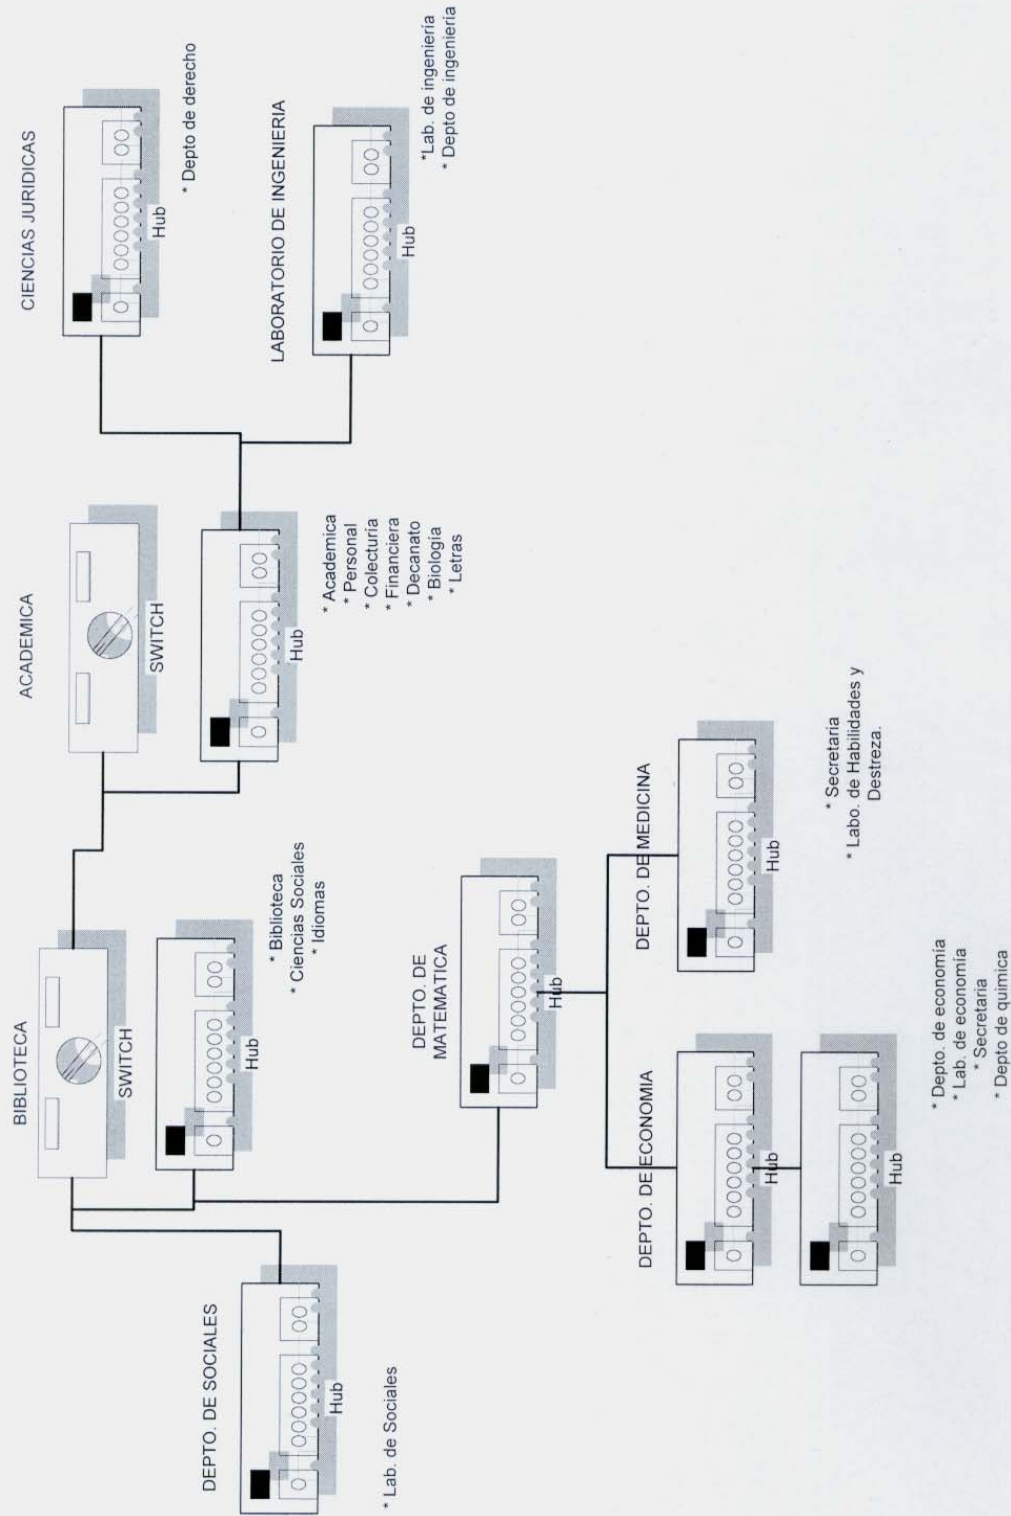 BIBLIOTECA
SWITCH
ACADEMICA
SWITCH
CIENCIAS JURIDICAS
Hub
* Depto de derecho
DEPTO. DE SOCIALES
Hub
* Lab. de Sociales
Hub
* Biblioteca
* Ciencias Sociales
* Idiomas
Hub
* Academica
* Personal
* Colecturia
* Financiera
* Decanato
* Biología
* Letras
LABORATORIO DE INGENIERIA
Hub
*Lab. de ingeniería
* Depto de ingeniería
DEPTO. DE
MATEMATICA
Hub
DEPTO. DE ECONOMIA
Hub
Hub
* Depto. de economía
* Lab. de economía
* Secretaria
* Depto de quimica
DEPTO. DE MEDICINA
Hub
* Secretaria
* Labo. de Habilidades y
Destreza.